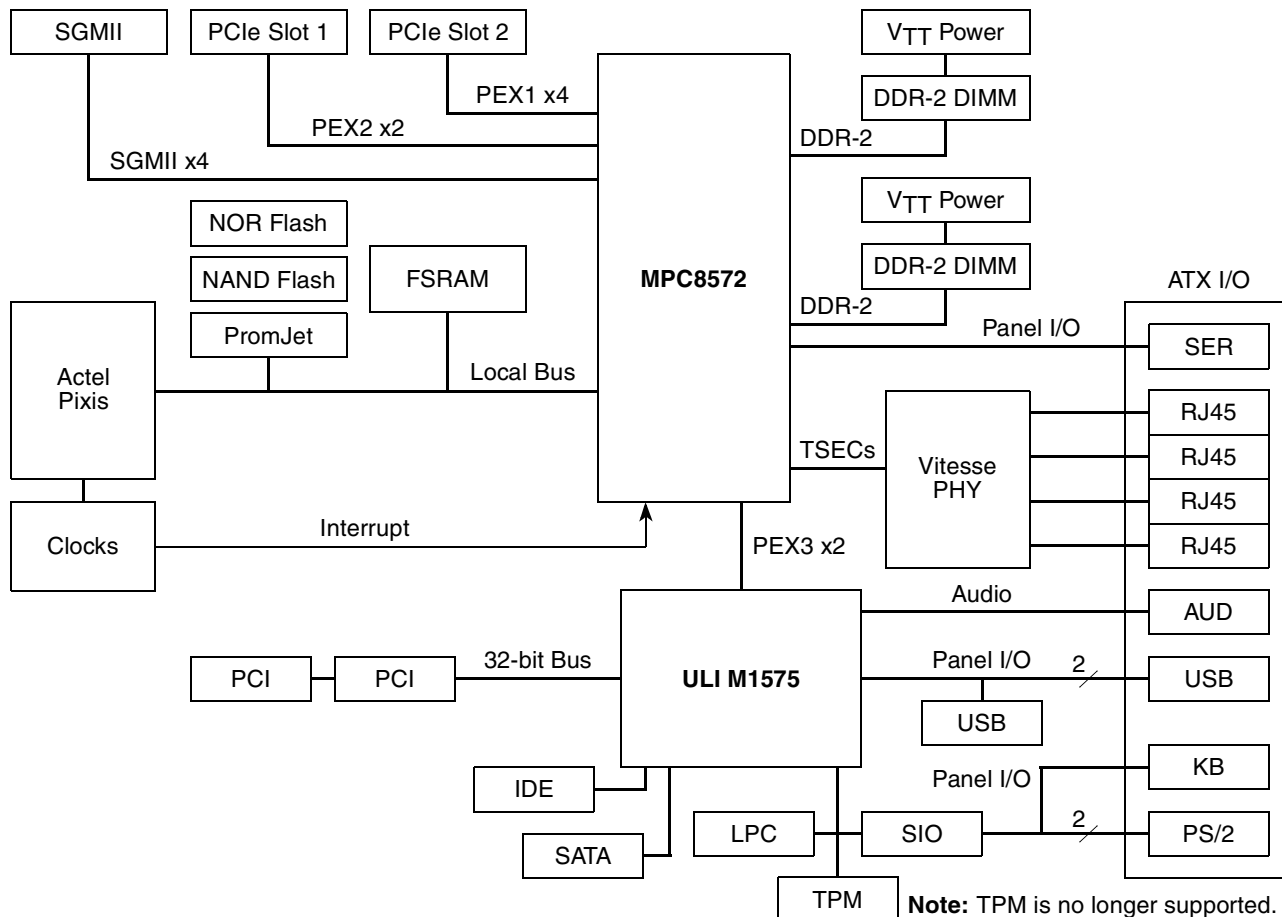 SGMII
PCIe Slot 1
PCIe Slot 2
VTT Power
DDR-2 DIMM
PEX1 x4
PEX2 x2
SGMII x4
DDR-2
NOR Flash
NAND Flash
PromJet
FSRAM
MPC8572
VTT Power
DDR-2 DIMM
DDR-2
ATX I/O
Panel I/O
SER
Actel
Pixis
Local Bus
TSECs
Vitesse
PHY
RJ45
RJ45
RJ45
RJ45
Clocks
Interrupt
PEX3 x2
Audio
AUD
PCI
PCI
32-bit Bus
ULI M1575
Panel I/O
2
USB
USB
IDE
SATA
Panel I/O
KB
LPC
SIO
2
PS/2
TPM
Note: TPM is no longer supported.